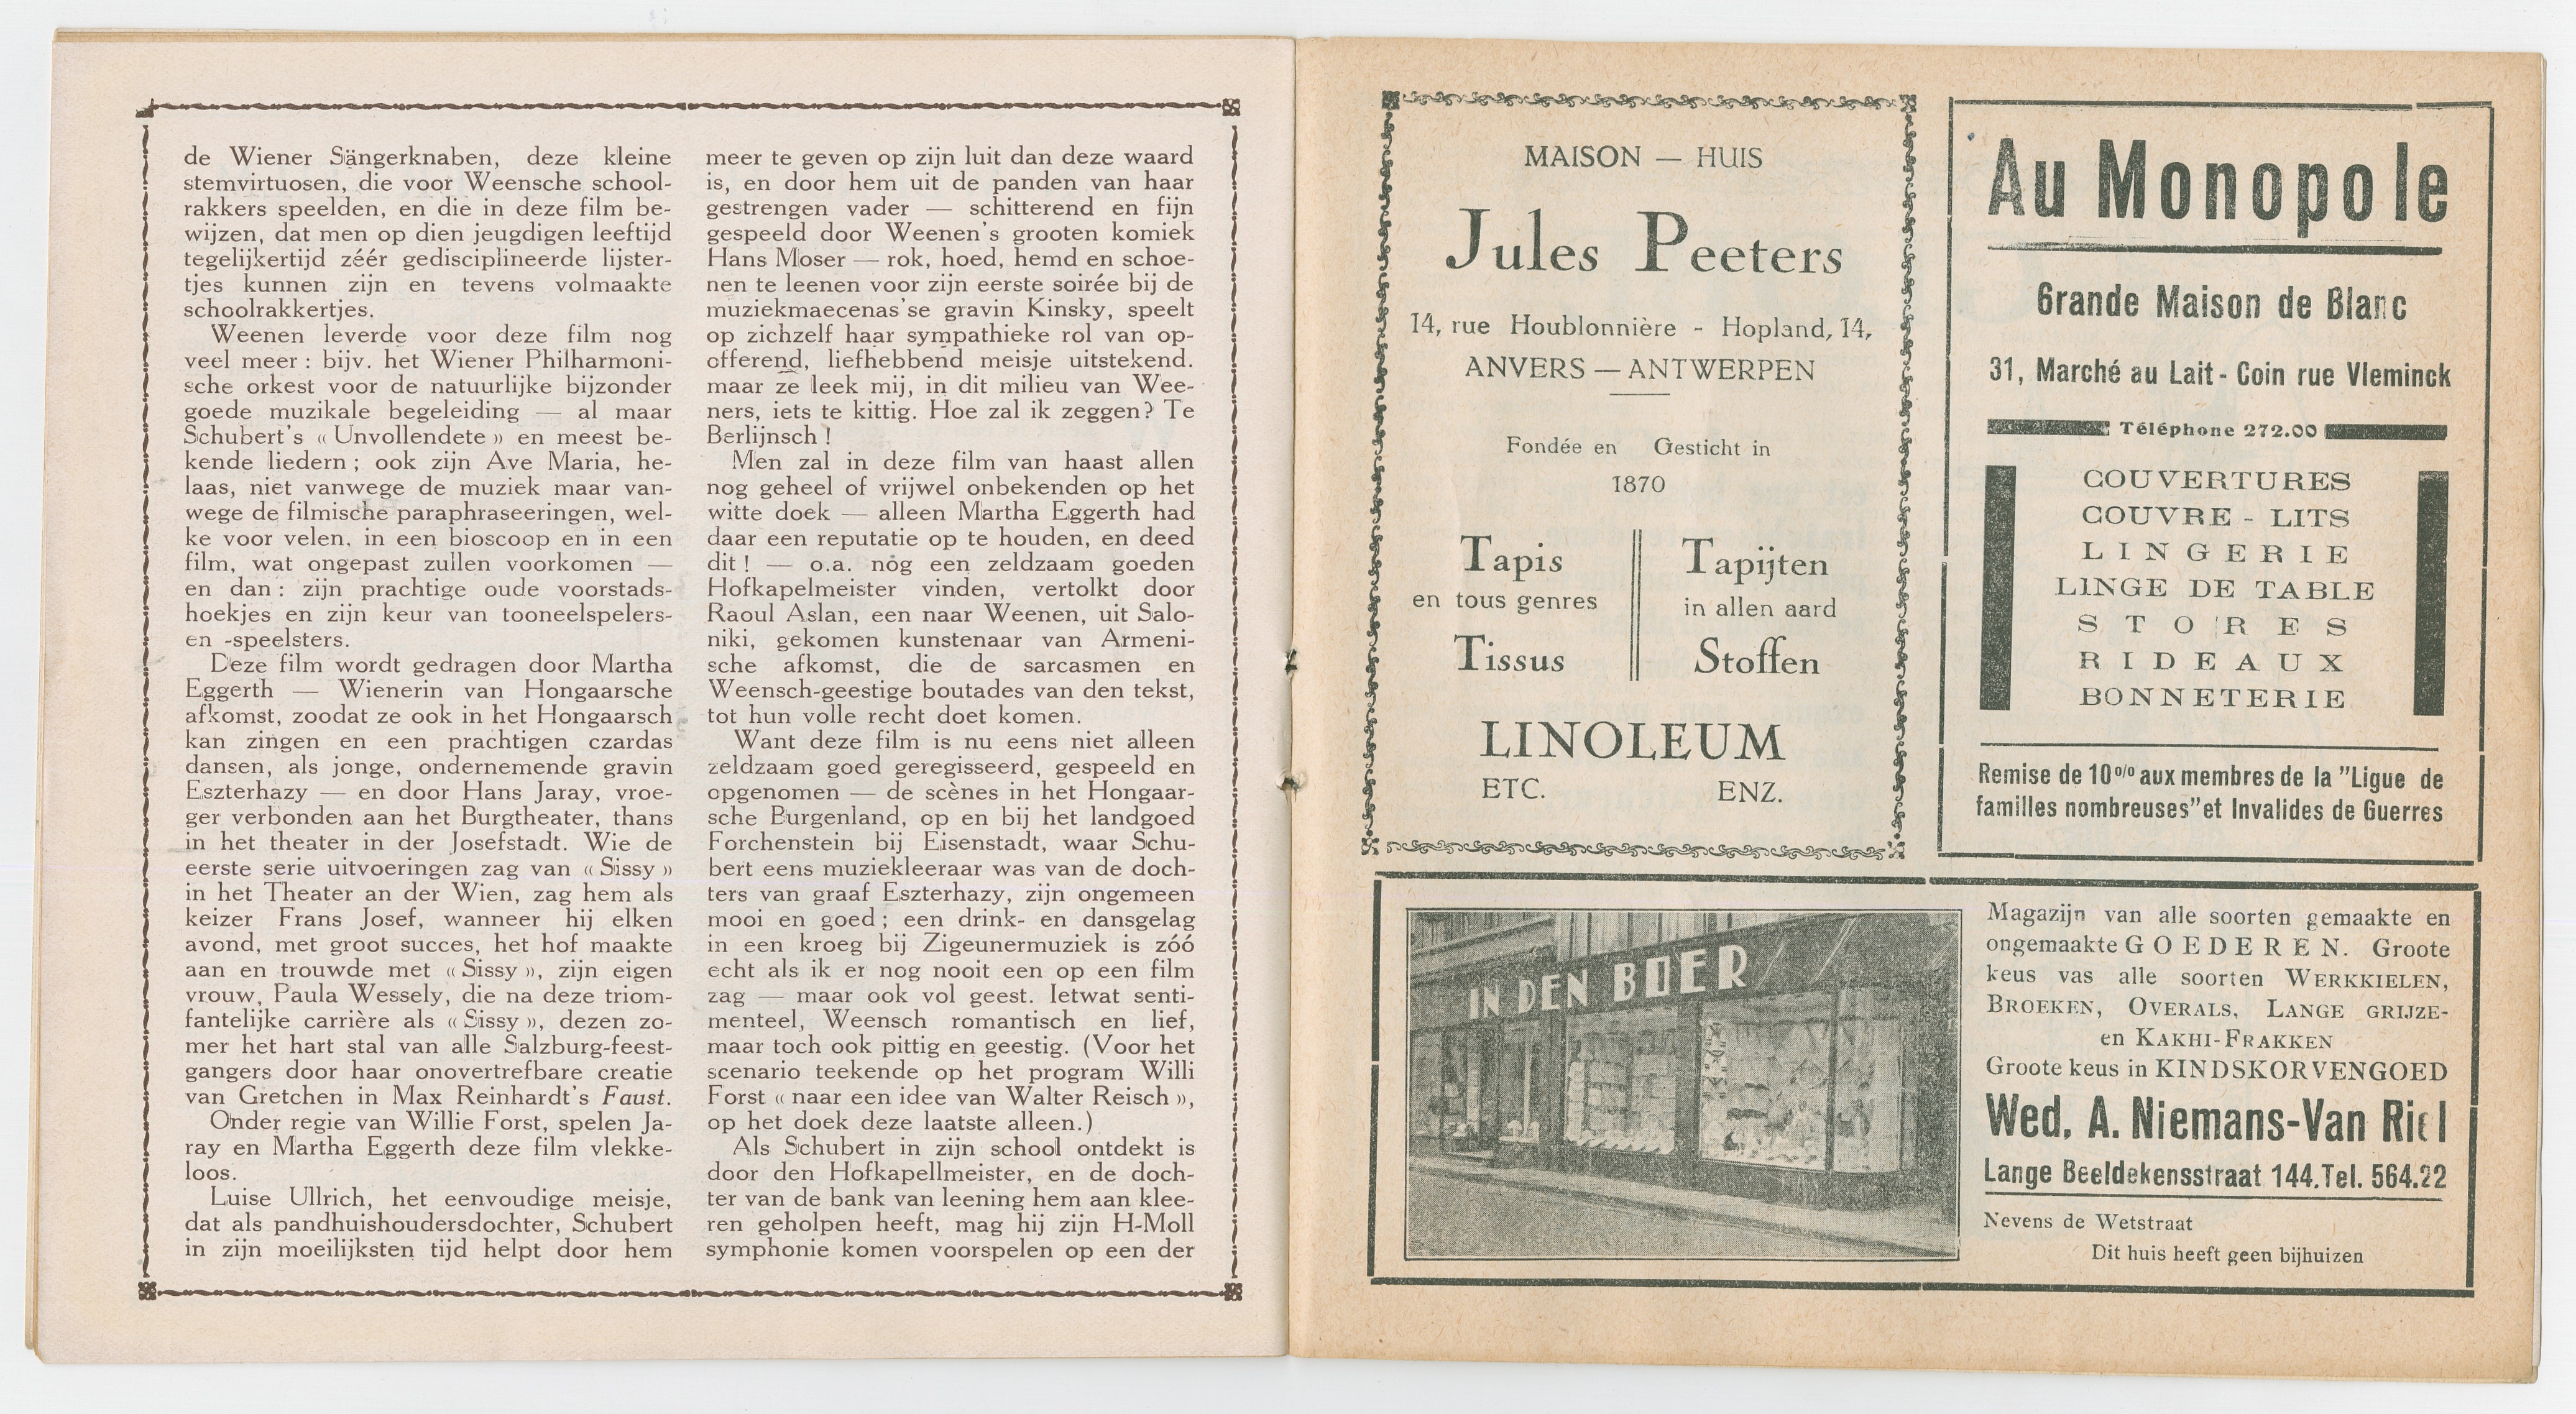 de Wiener Sängerknaben, deze kleine
stemvirtuosen, die voor Weensche school-
rakkers speelden, en die in deze film be-
wijzen, dat men op dien jeugdigen leeftijd
tegelijkertijd zéér gedisciplineerde lijster-
tjes kunnen zijn en tevens volmaakte
schoolrakkertjes.
Weenen leverde voor deze film nog
veel meer : bijv. het Wiener Philharmoni-
sche orkest voor de natuurlijke bijzonder
goede muzikale begeleiding — al maar
Schubert's « Unvollendete » en meest be-
kende liedern ; ook zijn Ave Maria, he-
laas, niet vanwege de muziek maar van-
wege de filmische paraphraseeringen, wel-
ke voor velen, in een bioscoop en in een
film, wat ongepast zullen voorkomen —
en dan : zijn prachtige oude voorstads-
hoekjes en zijn keur van tooneelspelers-
en -speelsters.
Deze film wordt gedragen door Martha
Eggerth — Wienerin van Hongaarsche
afkomst, zoodat ze ook in het Hongaarsch
kan zingen en een prachtigen czardas
dansen, als jonge, ondernemende gravin
Eszterhazy — en door Hans Jaray, vroe-
ger verbonden aan het Burgtheater, thans
in het theater in der Josefstadt. Wie de
eerste serie uitvoeringen zag van « Sissy »
in het Theater an der Wien, zag hem als
keizer Frans Josef, wanneer hij elken
avond, met groot succes, het hof maakte
aan en trouwde met « Sissy », zijn eigen
vrouw, Paula Wessely, die na deze triom-
fantelijke carrière als « Sissy », dezen zo-
mer het hart stal van alle Salzburg-feest-
gangers door haar onovertrefbare creatie
van Gretchen in Max Reinhardt's Faust.
Onder regie van Willie Forst, spelen Ja-
ray en Martha Eggerth deze film vlekke-
loos.
Luise Ullrich, het eenvoudige meisje,
dat als pandhuishoudersdochter, Schubert
in zijn moeilijksten tijd helpt door hem
meer te geven op zijn luit dan deze waard
is, en door hem uit de panden van haar
gestrengen vader — schitterend en fijn
gespeeld door Weenen's grooten komiek
Hans Moser — rok, hoed, hemd en schoe-
nen te leenen voor zijn eerste soirée bij de
muziekmaecenas'se gravin Kinsky, speelt
op zichzelf haar sympathieke rol van op-
offerend, liefhebbend meisje uitstekend.
maar ze leek mij, in dit milieu van Wee-
ners, iets te kittig. Hoe zal ik zeggen? Te
Berlijnsch !
Men zal in deze film van haast allen
nog geheel of vrijwel onbekenden op het
witte doek — alleen Martha Eggerth had
daar een reputatie op te houden, en deed
dit ! — o.a. nòg een zeldzaam goeden
Hofkapelmeister vinden, vertolkt door
Raoul Aslan, een naar Weenen, uit Salo-
niki, gekomen kunstenaar van Armeni-
sche afkomst, die de sarcasmen en
Weensch-geestige boutades van den tekst,
tot hun volle recht doet komen.
Want deze film is nu eens niet alleen
zeldzaam goed geregisseerd, gespeeld en
opgenomen — de scènes in het Hongaar-
sche Burgenland, op en bij het landgoed
Forchenstein bij Eisenstadt, waar Schu-
bert eens muziekleeraar was van de doch-
ters van graaf Eszterhazy, zijn ongemeen
mooi en goed ; een drink- en dansgelag
in een kroeg bij Zigeunermuziek is zóó
echt als ik er nog nooit een op een film
zag — maar ook vol geest. Ietwat senti-
menteel, Weensch romantisch en lief,
maar toch ook pittig en geestig. (Voor het
scenario teekende op het program Willi
Forst « naar een idee van Walter Reisch »,
op het doek deze laatste alleen.)
Als Schubert in zijn school ontdekt is
door den Hofkapellmeister, en de doch-
ter van de bank van leening hem aan klee-
ren geholpen heeft, mag hij zijn H-Moll
symphonie komen voorspelen op een der
MAISON — HUIS
Jules Peeters
14, rue Houblonnière - Hopland, 14,
ANVERS — ANTWERPEN
Fondée en Gesticht in
1870
Tapis
en tous genres
Tissus
Tapijten
in allen aard
Stoffen
LINOLEUM
ETC. ENZ.
Au Monopole
Grande Maison de Blanc
31, Marché au Lait - Coin rue Vleminck
Téléphone 272.00
COUVERTURES
COUVRE - LITS
LINGERIE
LINGE DE TABLE
STORES
RIDEAUX
BONNETERIE
Remise de 10 % aux membres de la "Ligue de
familles nombreuses" et Invalides de Guerres
IN DEN BOER
Magazijn van alle soorten gemaakte en
ongemaakte GOEDEREN. Groote
keus vas alle soorten WERKKIELEN,
BROEKEN, OVERALS, LANGE GRIJZE-
en KAKHI-FRAKKEN
Groote keus in KINDSKORVENGOED
Wed. A. Niemans-Van Riel
Lange Beeldekensstraat 144. Tel. 564.22
Nevens de Wetstraat
Dit huis heeft geen bijhuizen